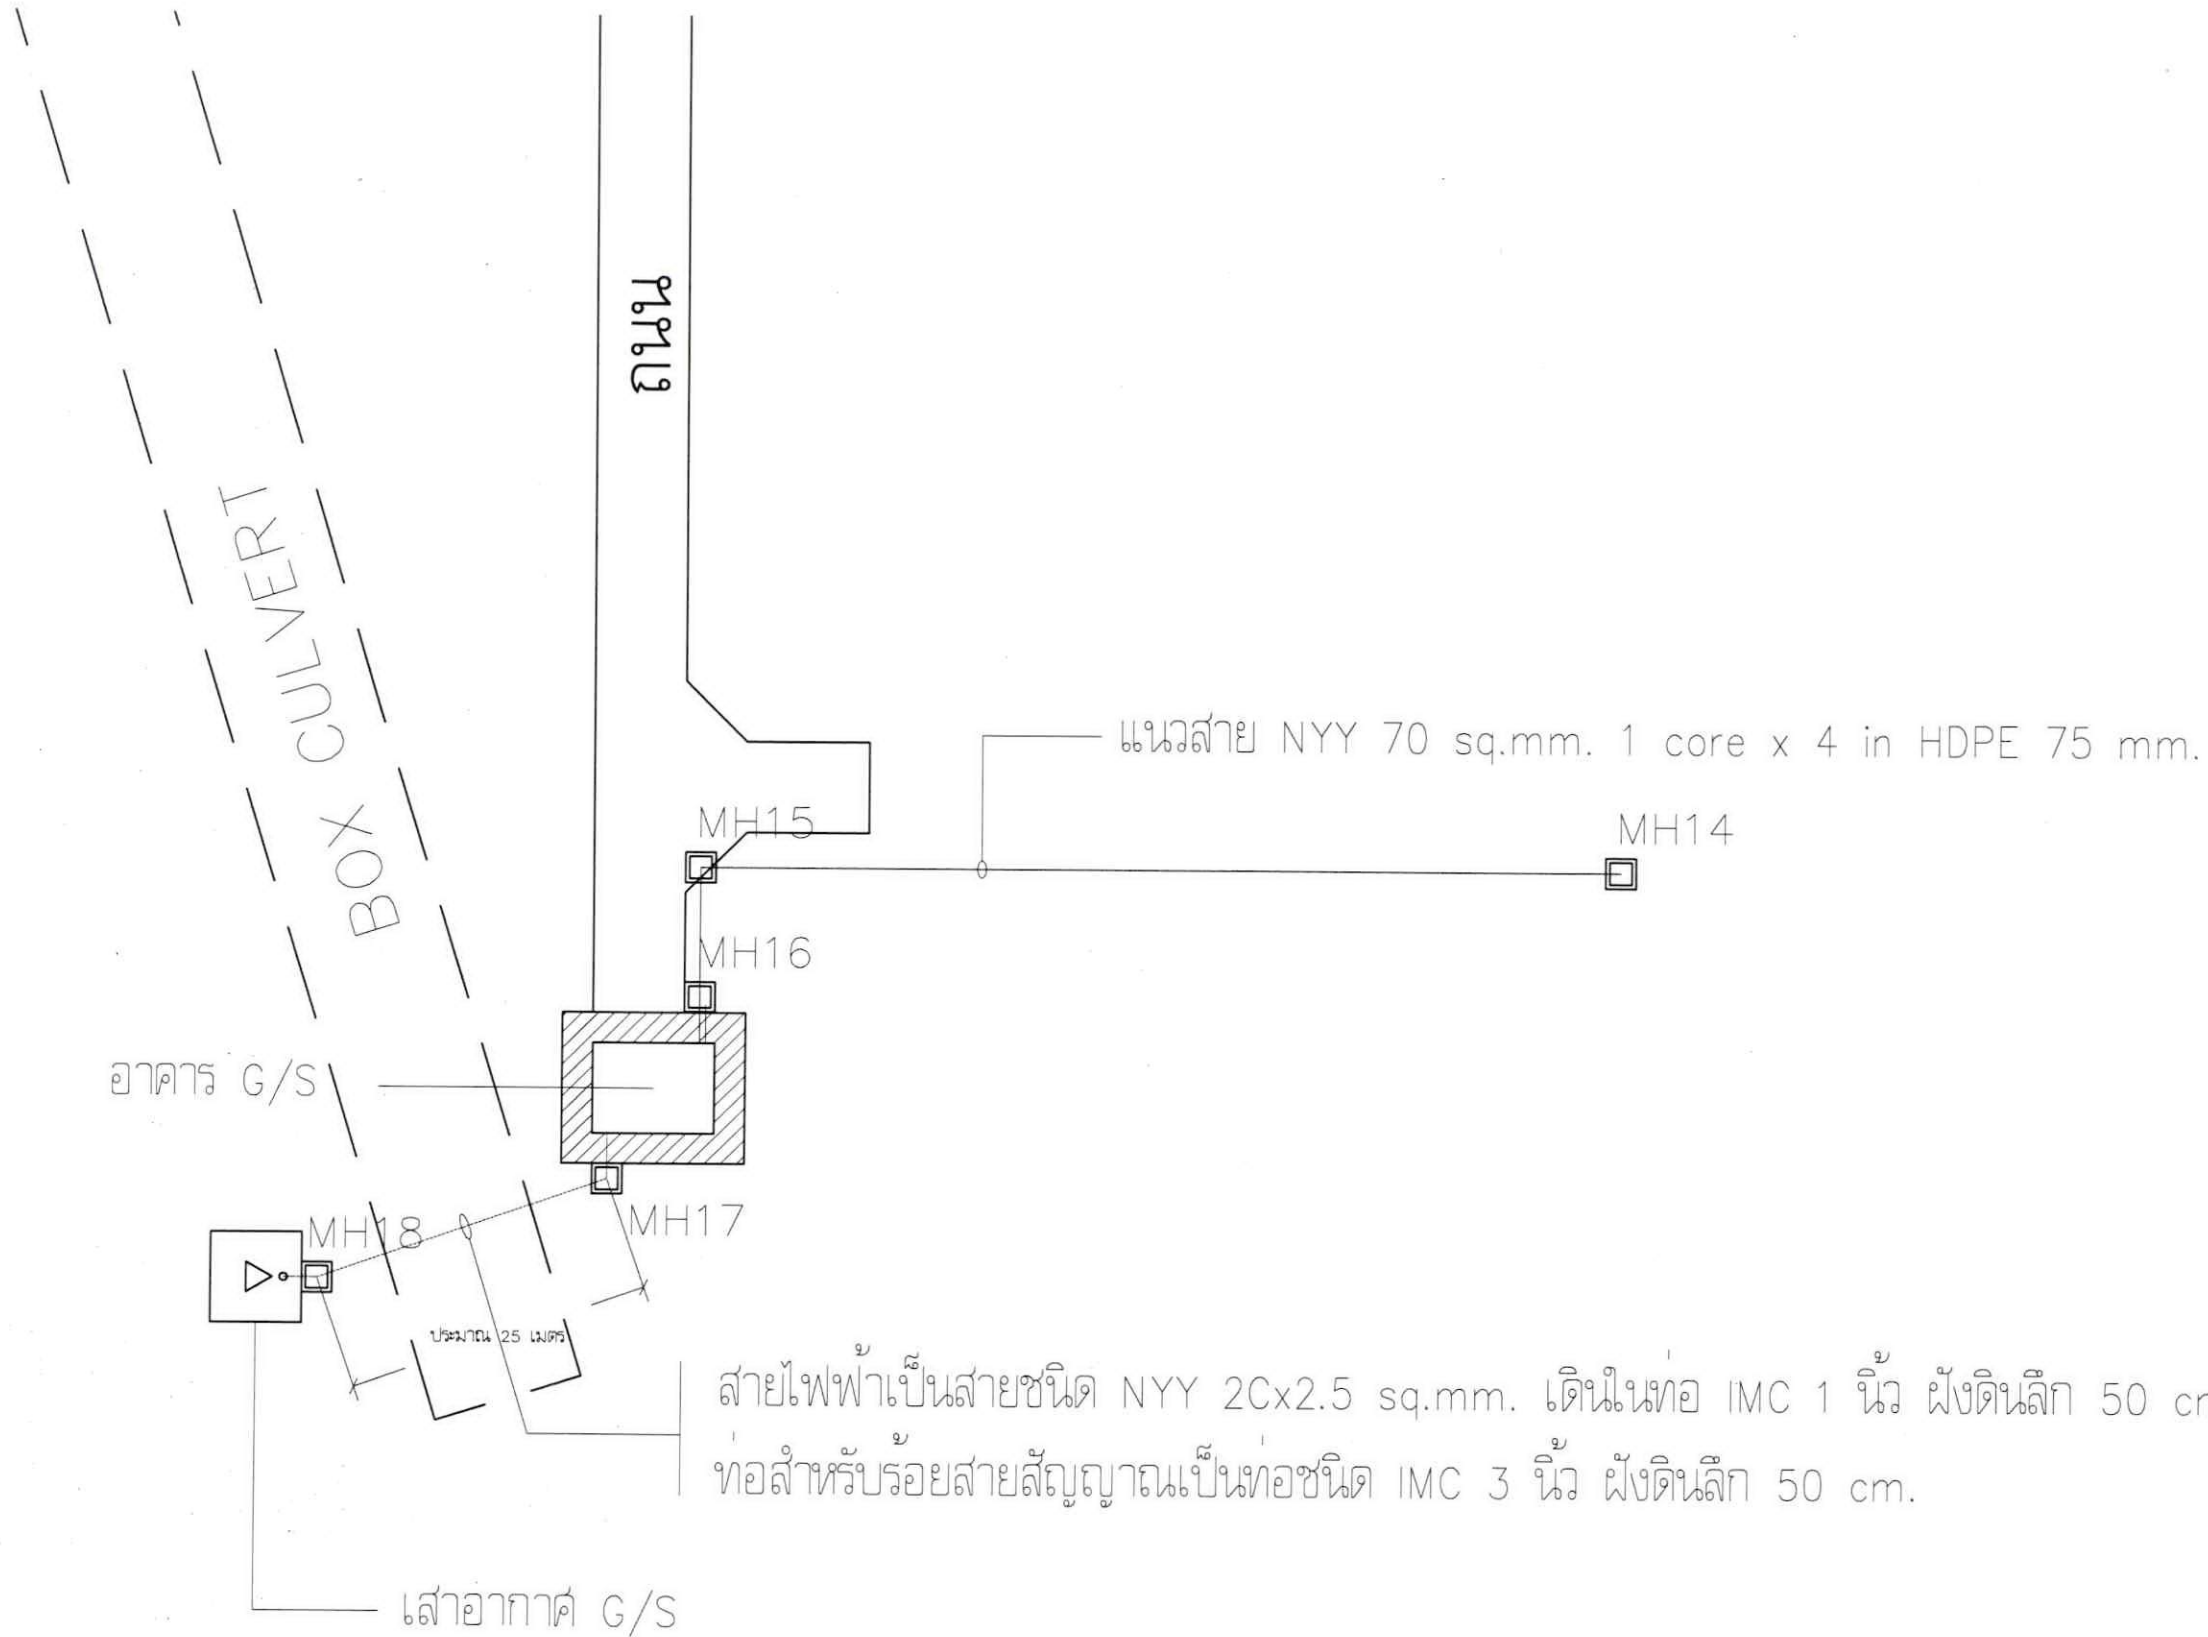 ถนน
BOX CULVERT
แนวสาย NYY 70 sq.mm. 1 core x 4 in HDPE 75 mm.
MH15
MH14
MH16
อาคาร G/S
MH17
MH18
ประมาณ 25 เมตร
สายไฟฟ้าเป็นสายชนิด NYY 2Cx2.5 sq.mm. เดินในท่อ IMC 1 นิ้ว ฝังดินลึก 50 cm
ท่อสำหรับร้อยสายสัญญาณเป็นท่อชนิด IMC 3 นิ้ว ฝังดินลึก 50 cm.
เสาอากาศ G/S